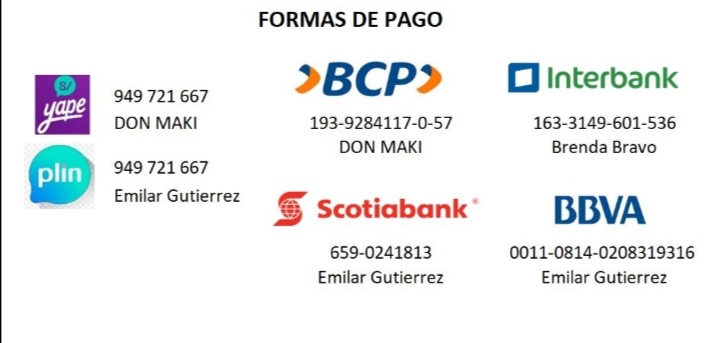 FORMAS DE PAGO
S/
yape
949 721 667
DON MAKI
plin
949 721 667
Emilar Gutierrez
BCP
193-9284117-0-57
DON MAKI
Interbank
163-3149-601-536
Brenda Bravo
Scotiabank
659-0241813
Emilar Gutierrez
BBVA
0011-0814-0208319316
Emilar Gutierrez